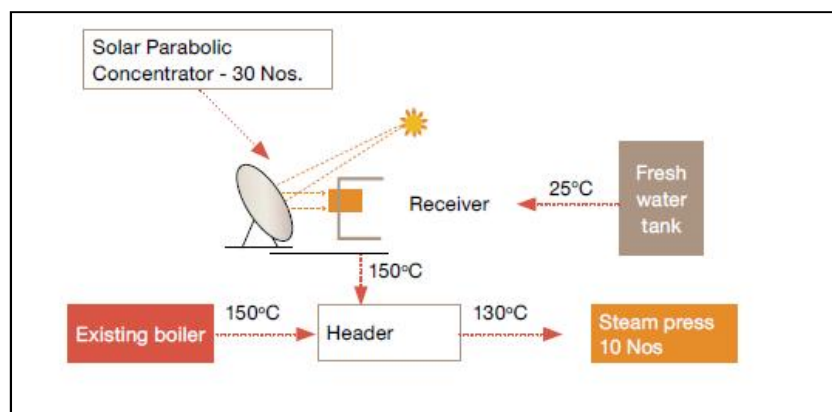 Solar Parabolic
Concentrator - 30 Nos.
Receiver
25°C
Fresh
water
tank
150°C
Existing boiler
150°C
Header
130°C
Steam press
10 Nos